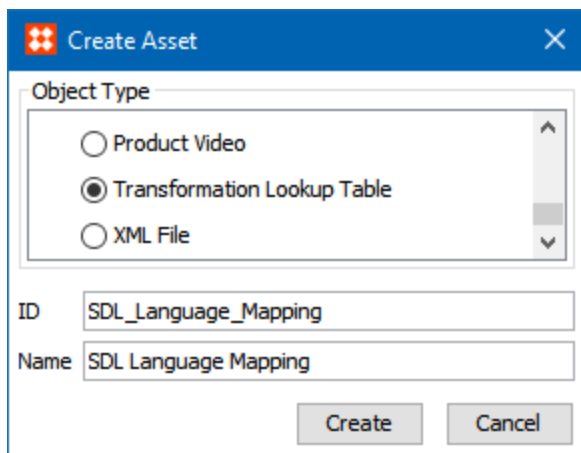 Create Asset
Object Type
Product Video
Transformation Lookup Table
XML File
ID SDL_Language_Mapping
Name SDL Language Mapping
Create Cancel